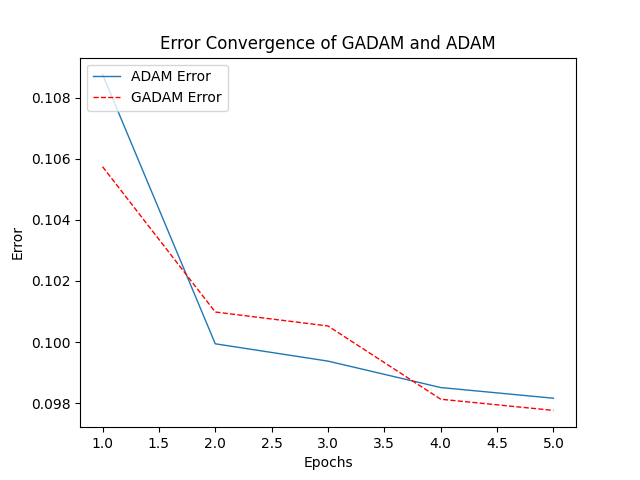 Error Convergence of GADAM and ADAM
ADAM Error
GADAM Error
0.108
0.106
0.104
0.102
0.100
0.098
Error
1.0 1.5 2.0 2.5 3.0 3.5 4.0 4.5 5.0
Epochs